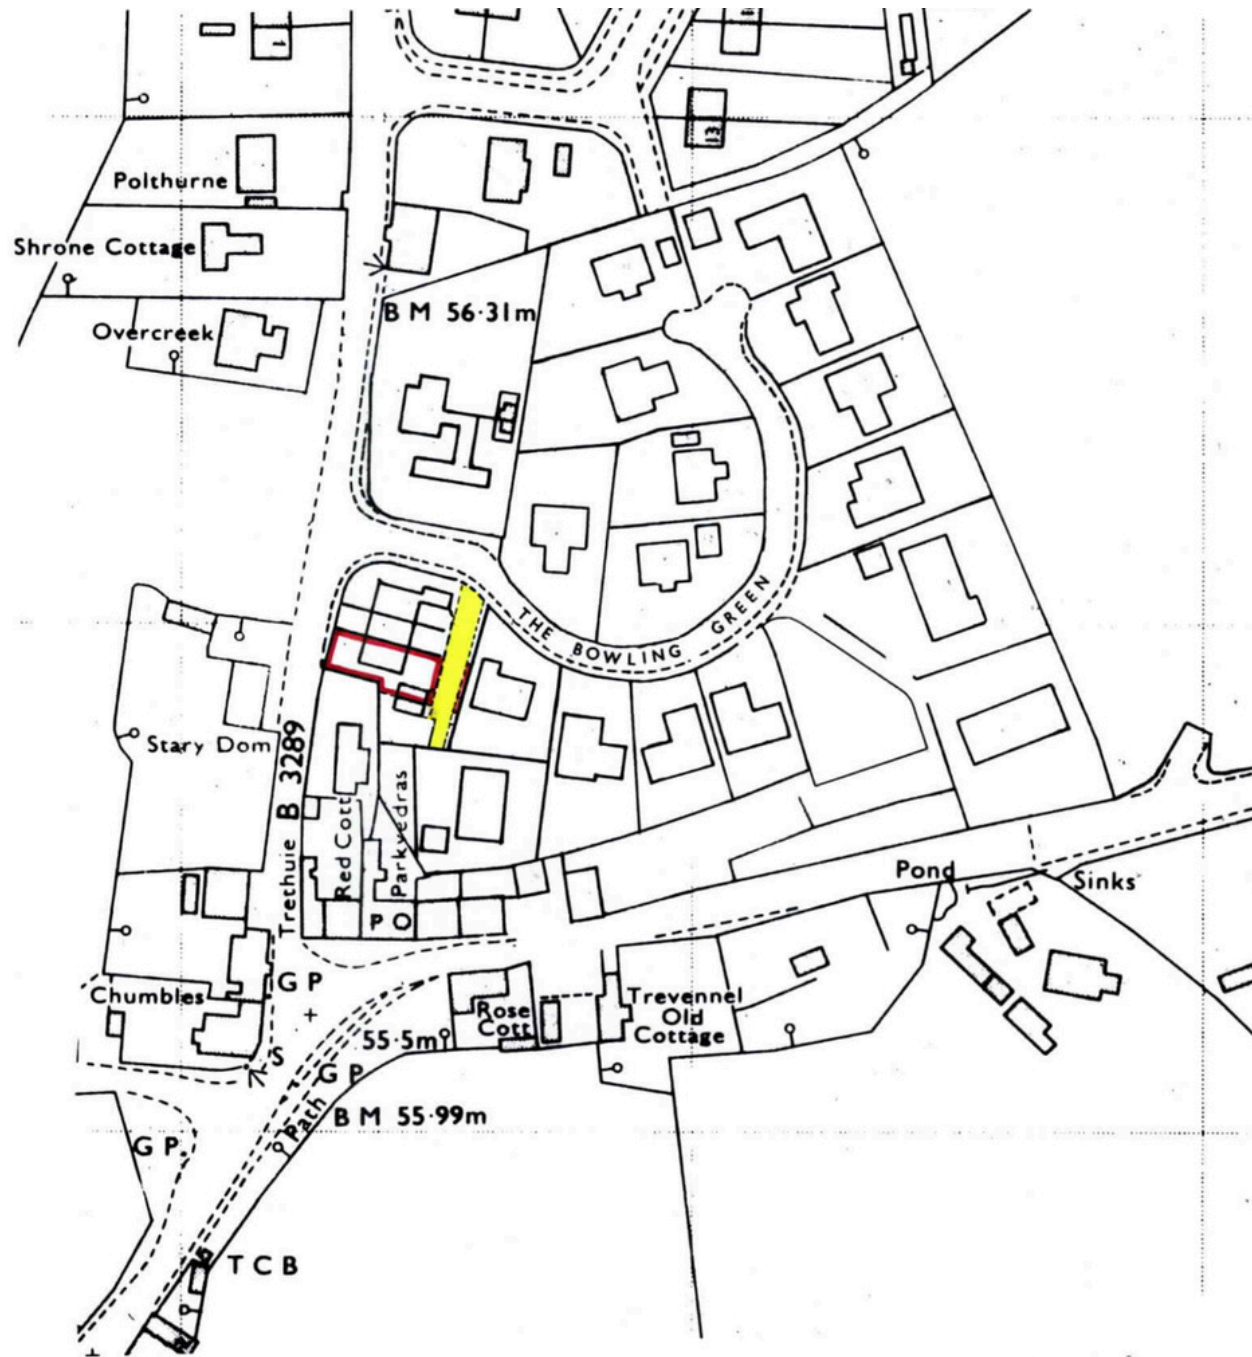 1
13
Polthurne
Shrone Cottage
Overcreek
B M 56·31m
THE BOWLING GREEN
Stary Dom
Trethuie B 3289
Red Cott
Parkvedras
P O
Pond
Sinks
Chumbles
G P
Rose
Cott
Trevennel
Old
Cottage
55·5m
S
G P
Path
B M 55·99m
G P
T C B